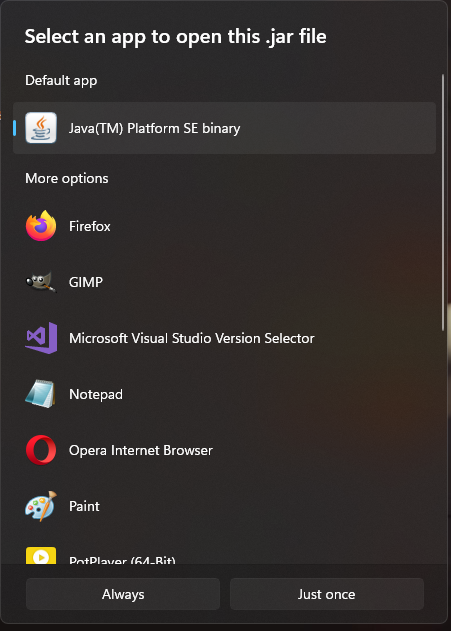 Select an app to open this .jar file
Default app
Java(TM) Platform SE binary
More options
Firefox
GIMP
Microsoft Visual Studio Version Selector
Notepad
Opera Internet Browser
Paint
PotPlayer (64-Bit)
Always
Just once